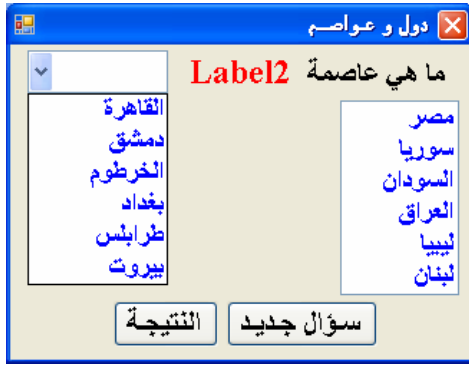 دول و عواصم
ما هي عاصمة Label2
مصر
سوريا
السودان
العراق
ليبيا
لبنان
القاهرة
دمشق
الخرطوم
بغداد
طرابلس
بيروت
سؤال جديد
النتيجة